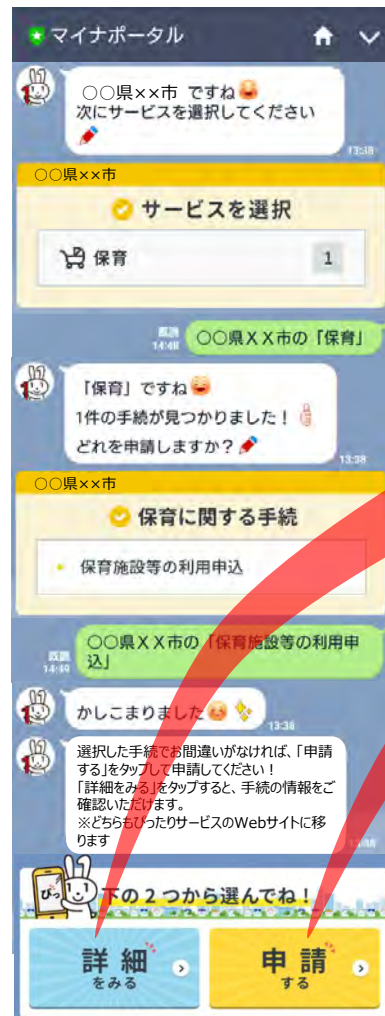 マイナポータル
○○県××市 ですね
次にサービスを選択してください
13:38
○○県××市
サービスを選択
保育 1
既読
14:49
○○県XX市の「保育」
「保育」ですね
1件の手続が見つかりました！
どれを申請しますか？
13:38
○○県××市
保育に関する手続
保育施設等の利用申込
○○県XX市の「保育施設等の利用申
込」
既読
14:49
かしこまりました
13:38
選択した手続でお間違いがなければ、「申請
する」をタップして申請してください！
「詳細をみる」をタップすると、手続の情報をご
確認いただけます。
※どちらもぴったりサービスのWebサイトに移
ります
13:38
ぴっ
下の2つから選んでね！
詳細
をみる
申請
する